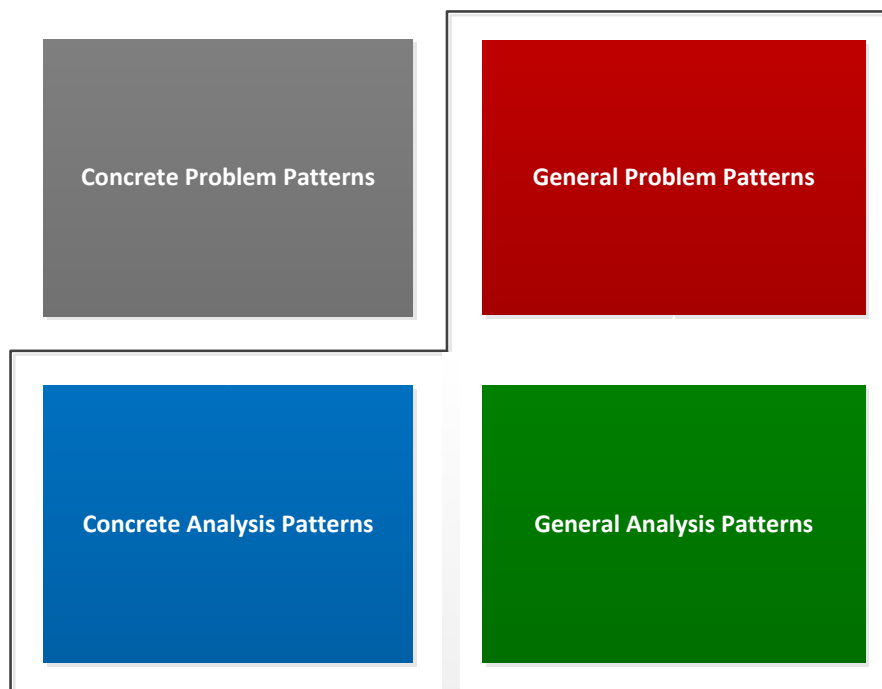 Concrete Problem Patterns
General Problem Patterns
Concrete Analysis Patterns
General Analysis Patterns